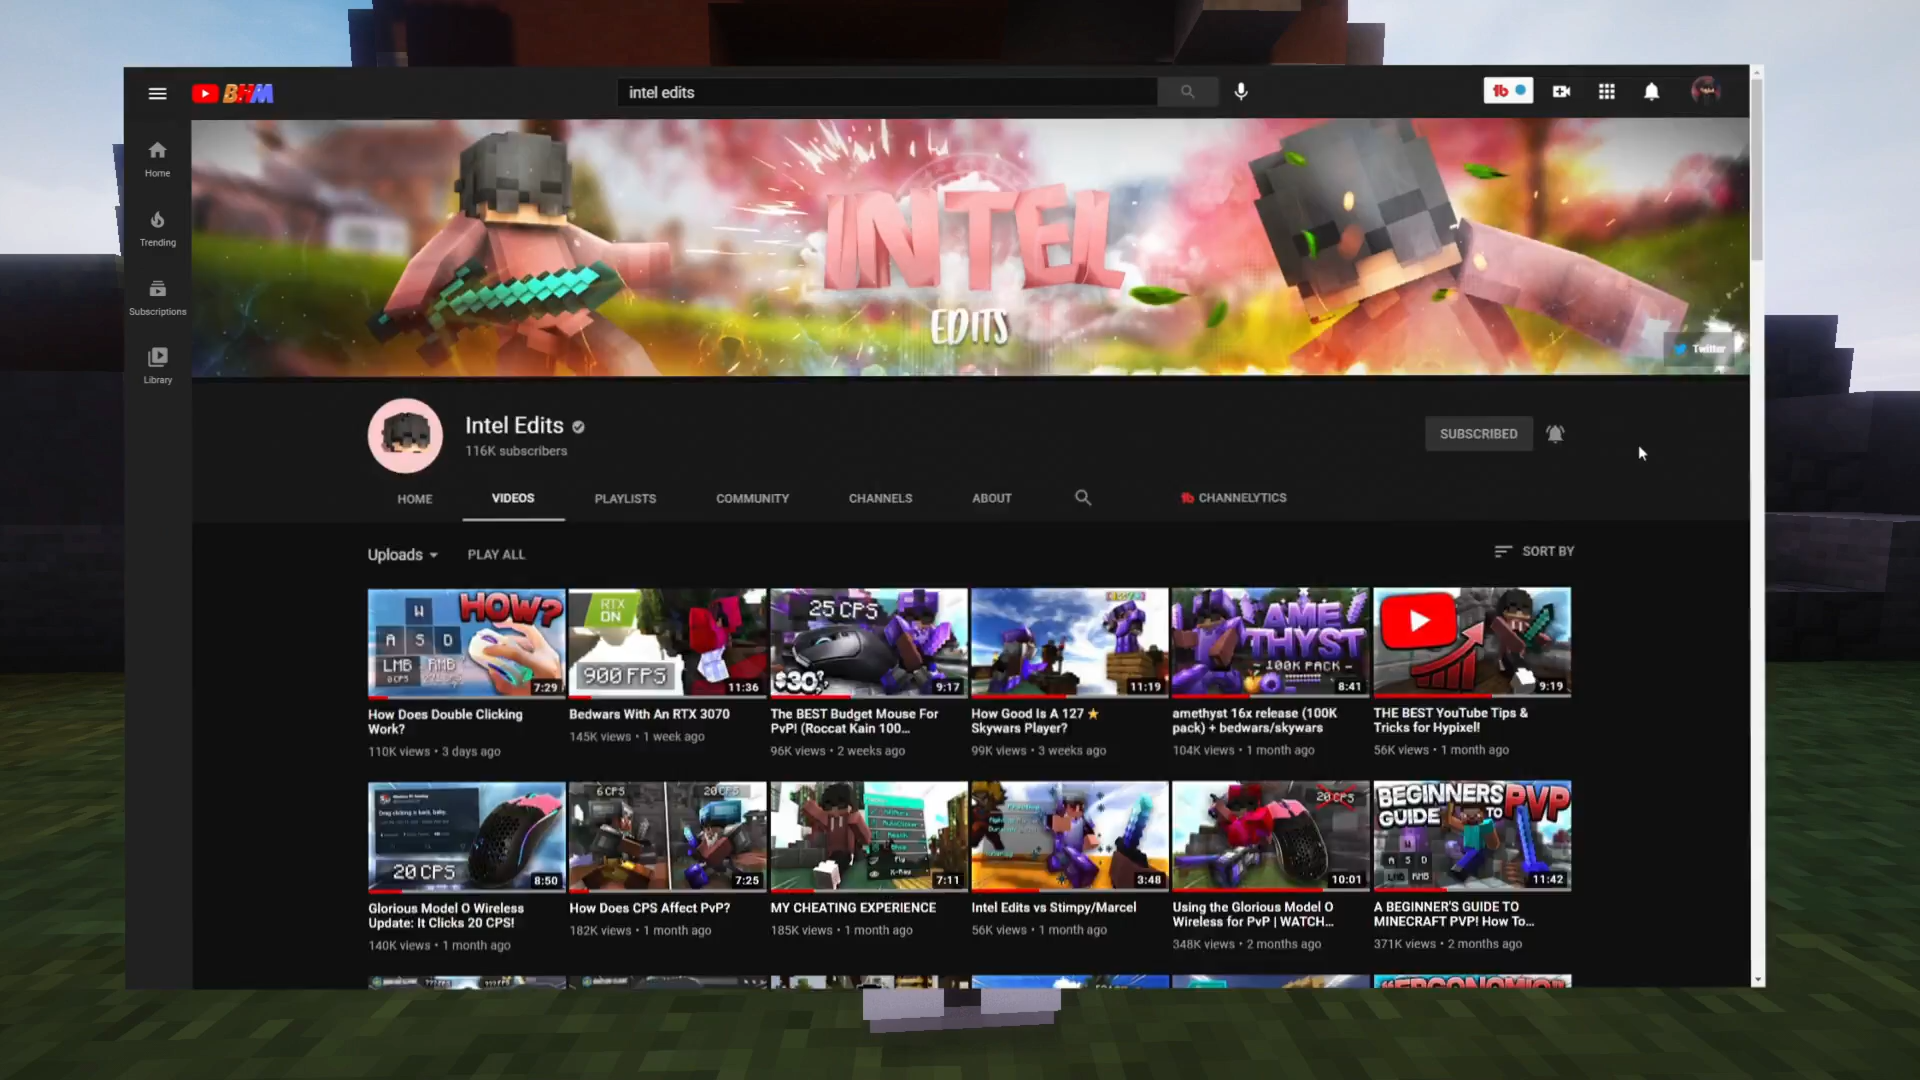 BHM
intel edits
Home
Trending
Subscriptions
Library
INTEL
EDITS
Twitter
Intel Edits
116K subscribers
SUBSCRIBED
HOME
VIDEOS
PLAYLISTS
COMMUNITY
CHANNELS
ABOUT
CHANNELYTICS
Uploads
PLAY ALL
SORT BY
HOW?
W
A S D
LMB RMB
7:29
RTX
ON
900 FPS
11:36
25 CPS
$30?
9:17
11:19
AME
THYST
- 100K PACK -
8:41
9:19
How Does Double Clicking
Work?
110K views • 3 days ago
Bedwars With An RTX 3070
145K views • 1 week ago
The BEST Budget Mouse For
PvP! (Roccat Kain 100...
96K views • 2 weeks ago
How Good Is A 127 ★
Skywars Player?
99K views • 3 weeks ago
amethyst 16x release (100K
pack) + bedwars/skywars
104K views • 1 month ago
THE BEST YouTube Tips &
Tricks for Hypixel!
56K views • 1 month ago
20 CPS
8:50
6 CPS
20 CPS
7:25
Fly
X-Ray
7:11
3:48
20 CPS
10:01
BEGINNERS
GUIDE TO PVP
A S D
LMB RMB
11:42
Glorious Model O Wireless
Update: It Clicks 20 CPS!
140K views • 1 month ago
How Does CPS Affect PvP?
182K views • 1 month ago
MY CHEATING EXPERIENCE
185K views • 1 month ago
Intel Edits vs Stimpy/Marcel
56K views • 1 month ago
Using the Glorious Model O
Wireless for PvP | WATCH...
348K views • 2 months ago
A BEGINNER'S GUIDE TO
MINECRAFT PVP! How To...
371K views • 2 months ago
"ERGONOMIC"